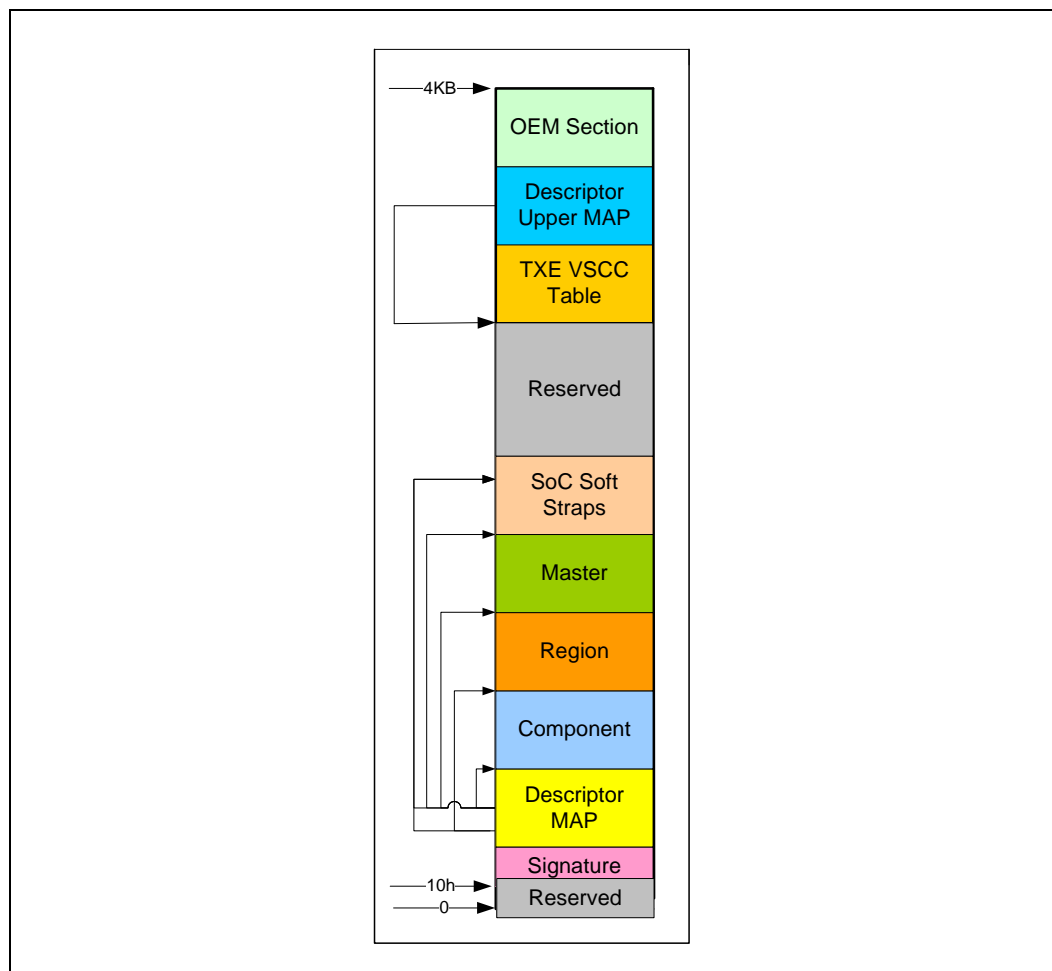 4KB
OEM Section
Descriptor
Upper MAP
TXE VSCC
Table
Reserved
SoC Soft
Straps
Master
Region
Component
Descriptor
MAP
Signature
10h
Reserved
0